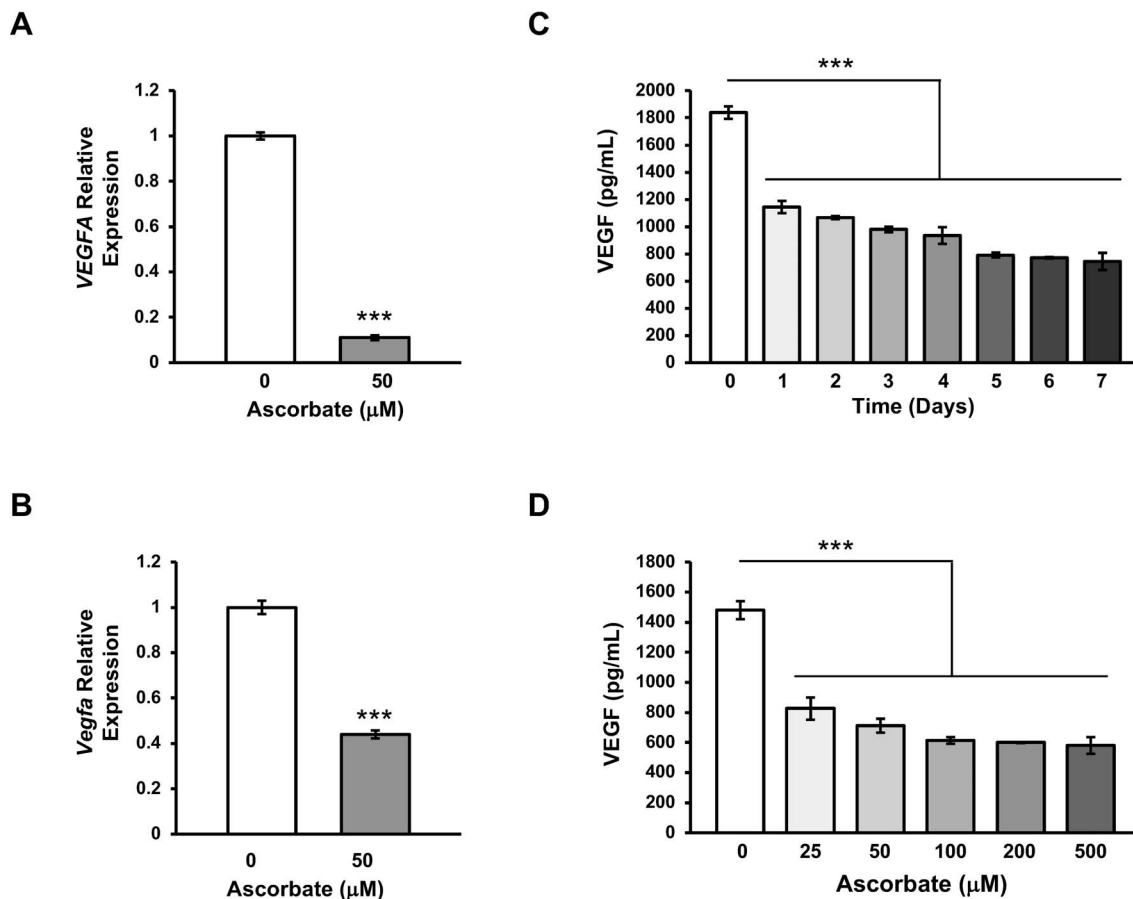 A
VEGFA Relative
Expression
1.2
1
0.8
0.6
0.4
0.2
0
***
0 50
Ascorbate (μM)
B
Vegfa Relative
Expression
1.2
1
0.8
0.6
0.4
0.2
0
***
0 50
Ascorbate (μM)
C
VEGF (pg/mL)
2000
1800
1600
1400
1200
1000
800
600
400
200
0
***
0 1 2 3 4 5 6 7
Time (Days)
D
VEGF (pg/mL)
1800
1600
1400
1200
1000
800
600
400
200
0
***
0 25 50 100 200 500
Ascorbate (μM)